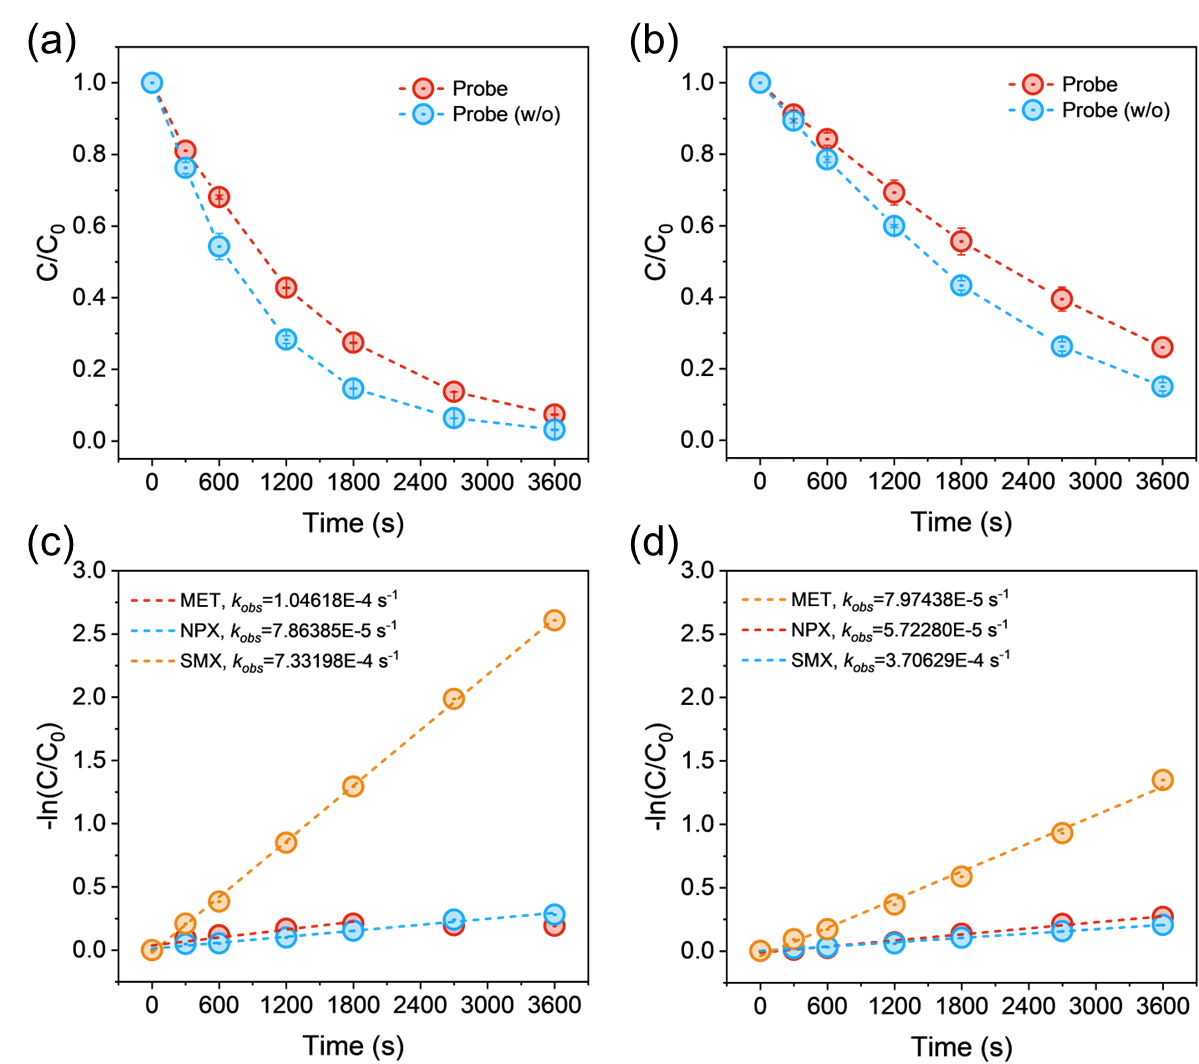 (a)
1.0
0.8
0.6
0.4
0.2
0.0
C/C0
Probe
Probe (w/o)
0 600 1200 1800 2400 3000 3600
Time (s)
(b)
1.0
0.8
0.6
0.4
0.2
0.0
C/C0
Probe
Probe (w/o)
0 600 1200 1800 2400 3000 3600
Time (s)
(c)
3.0
2.5
2.0
1.5
1.0
0.5
0.0
-ln(C/C0)
MET, kobs=1.04618E-4 s-1
NPX, kobs=7.86385E-5 s-1
SMX, kobs=7.33198E-4 s-1
0 600 1200 1800 2400 3000 3600
Time (s)
(d)
3.0
2.5
2.0
1.5
1.0
0.5
0.0
-ln(C/C0)
MET, kobs=7.97438E-5 s-1
NPX, kobs=5.72280E-5 s-1
SMX, kobs=3.70629E-4 s-1
0 600 1200 1800 2400 3000 3600
Time (s)